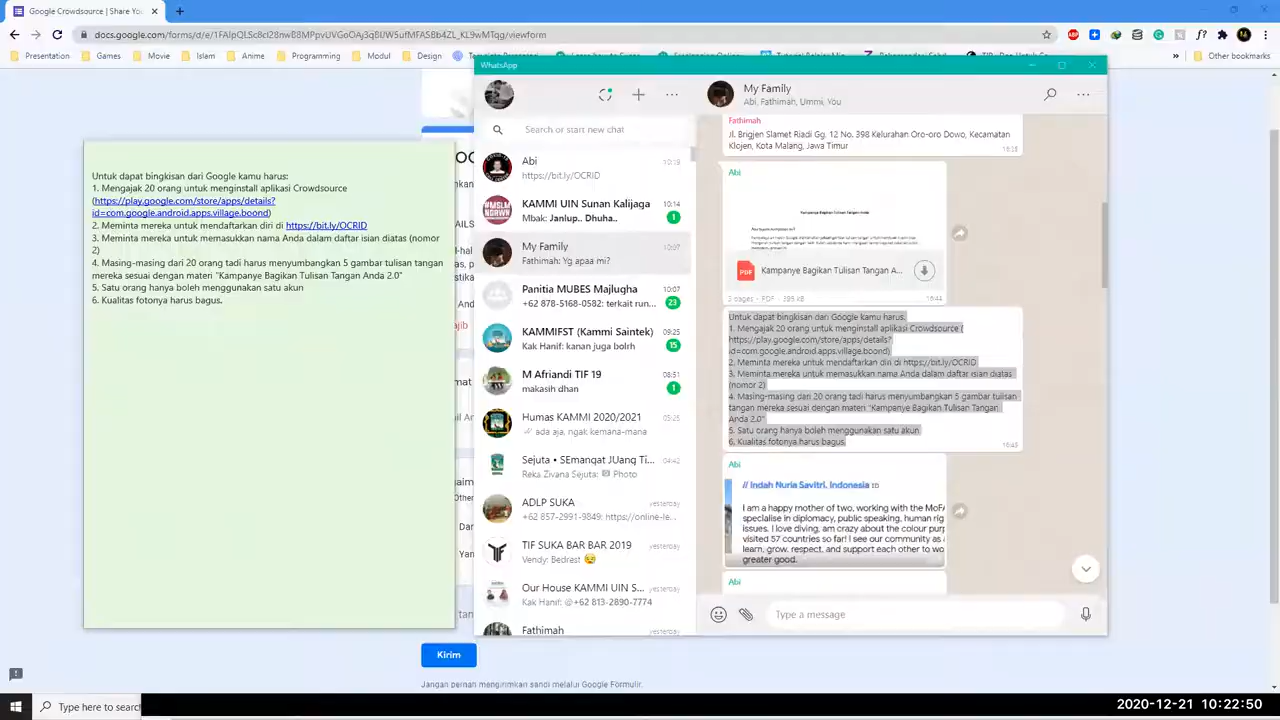 Google Crowdsource | Share Yo
docs.google.com/forms/d/e/
Anime
Programming
Modul
Design
Other bookmarks
WhatsApp
Search or start new chat
Abi
10:19
https://bit.ly/OCRID
KAMMI UIN Sunan Kalijaga
10:14
Mbak: Janlup.. Dhuha..
1
My Family
10:07
Fathimah: Yg apaa mi?
Panitia MUBES Majlugha
10:07
+62 878-5168-0582: terkait run...
23
KAMMIFST (Kammi Saintek)
09:25
Kak Hanif: kanan juga bolrh
15
M Afriandi TIF 19
08:51
makasih dhan
1
Humas KAMMI 2020/2021
05:25
ada aja, ngak kemana-mana
Sejuta • SEmangat JUang Ti...
04:42
Reka Zivana Sejuta: Photo
ADLP SUKA
yesterday
+62 857-2991-9849: https://online-le...
TIF SUKA BAR BAR 2019
yesterday
Vendy: Bedrest 😪
Our House KAMMI UIN S...
yesterday
Kak Hanif: @+62 813-2890-7774
Fathimah
yesterday
My Family
Abi, Fathimah, Ummi, You
Fathimah
Jl. Brigjen Slamet Riadi Gg. 12 No. 398 Kelurahan Oro-oro Dowo, Kecamatan
Klojen, Kota Malang, Jawa Timur
Abi
Kampanye Bagikan Tulisan Tangan Anda
PDF
Kampanye Bagikan Tulisan Tangan A...
16:44
Untuk dapat bingkisan dari Google kamu harus:
1. Mengajak 20 orang untuk menginstall aplikasi Crowdsource (
https://play.google.com/store/apps/details?
id=com.google.android.apps.village.boond)
2. Meminta mereka untuk mendaftarkan diri di https://bit.ly/OCRID
3. Meminta mereka untuk memasukkan nama Anda dalam daftar isian diatas
(nomor 2)
4. Masing-masing dari 20 orang tadi harus menyumbangkan 5 gambar tulisan
tangan mereka sesuai dengan materi "Kampanye Bagikan Tulisan Tangan
Anda 2.0"
5. Satu orang hanya boleh menggunakan satu akun
6. Kualitas fotonya harus bagus.
Abi
// Indah Nuria Savitri, Indonesia
I am a happy mother of two, working with the MoFA
specialise in diplomacy, public speaking, human rig
issues. I love diving, am crazy about the colour purp
visited 57 countries so far! I see our community as
learn, grow, respect, and support each other to wo
greater good.
Abi
Type a message
Untuk dapat bingkisan dari Google kamu harus:
1. Mengajak 20 orang untuk menginstall aplikasi Crowdsource
(https://play.google.com/store/apps/details?
id=com.google.android.apps.village.boond)
2. Meminta mereka untuk mendaftarkan diri di https://bit.ly/OCRID
3. Meminta mereka untuk memasukkan nama Anda dalam daftar isian diatas (nomor
4. Masing-masing dari 20 orang tadi harus menyumbangkan 5 gambar tulisan tangan
mereka sesuai dengan materi "Kampanye Bagikan Tulisan Tangan Anda 2.0"
5. Satu orang hanya boleh menggunakan satu akun
6. Kualitas fotonya harus bagus.
Kirim
Jangan pernah mengirimkan sandi melalui Google Formulir.
Type here to searc
2020-12-21 10:22:50